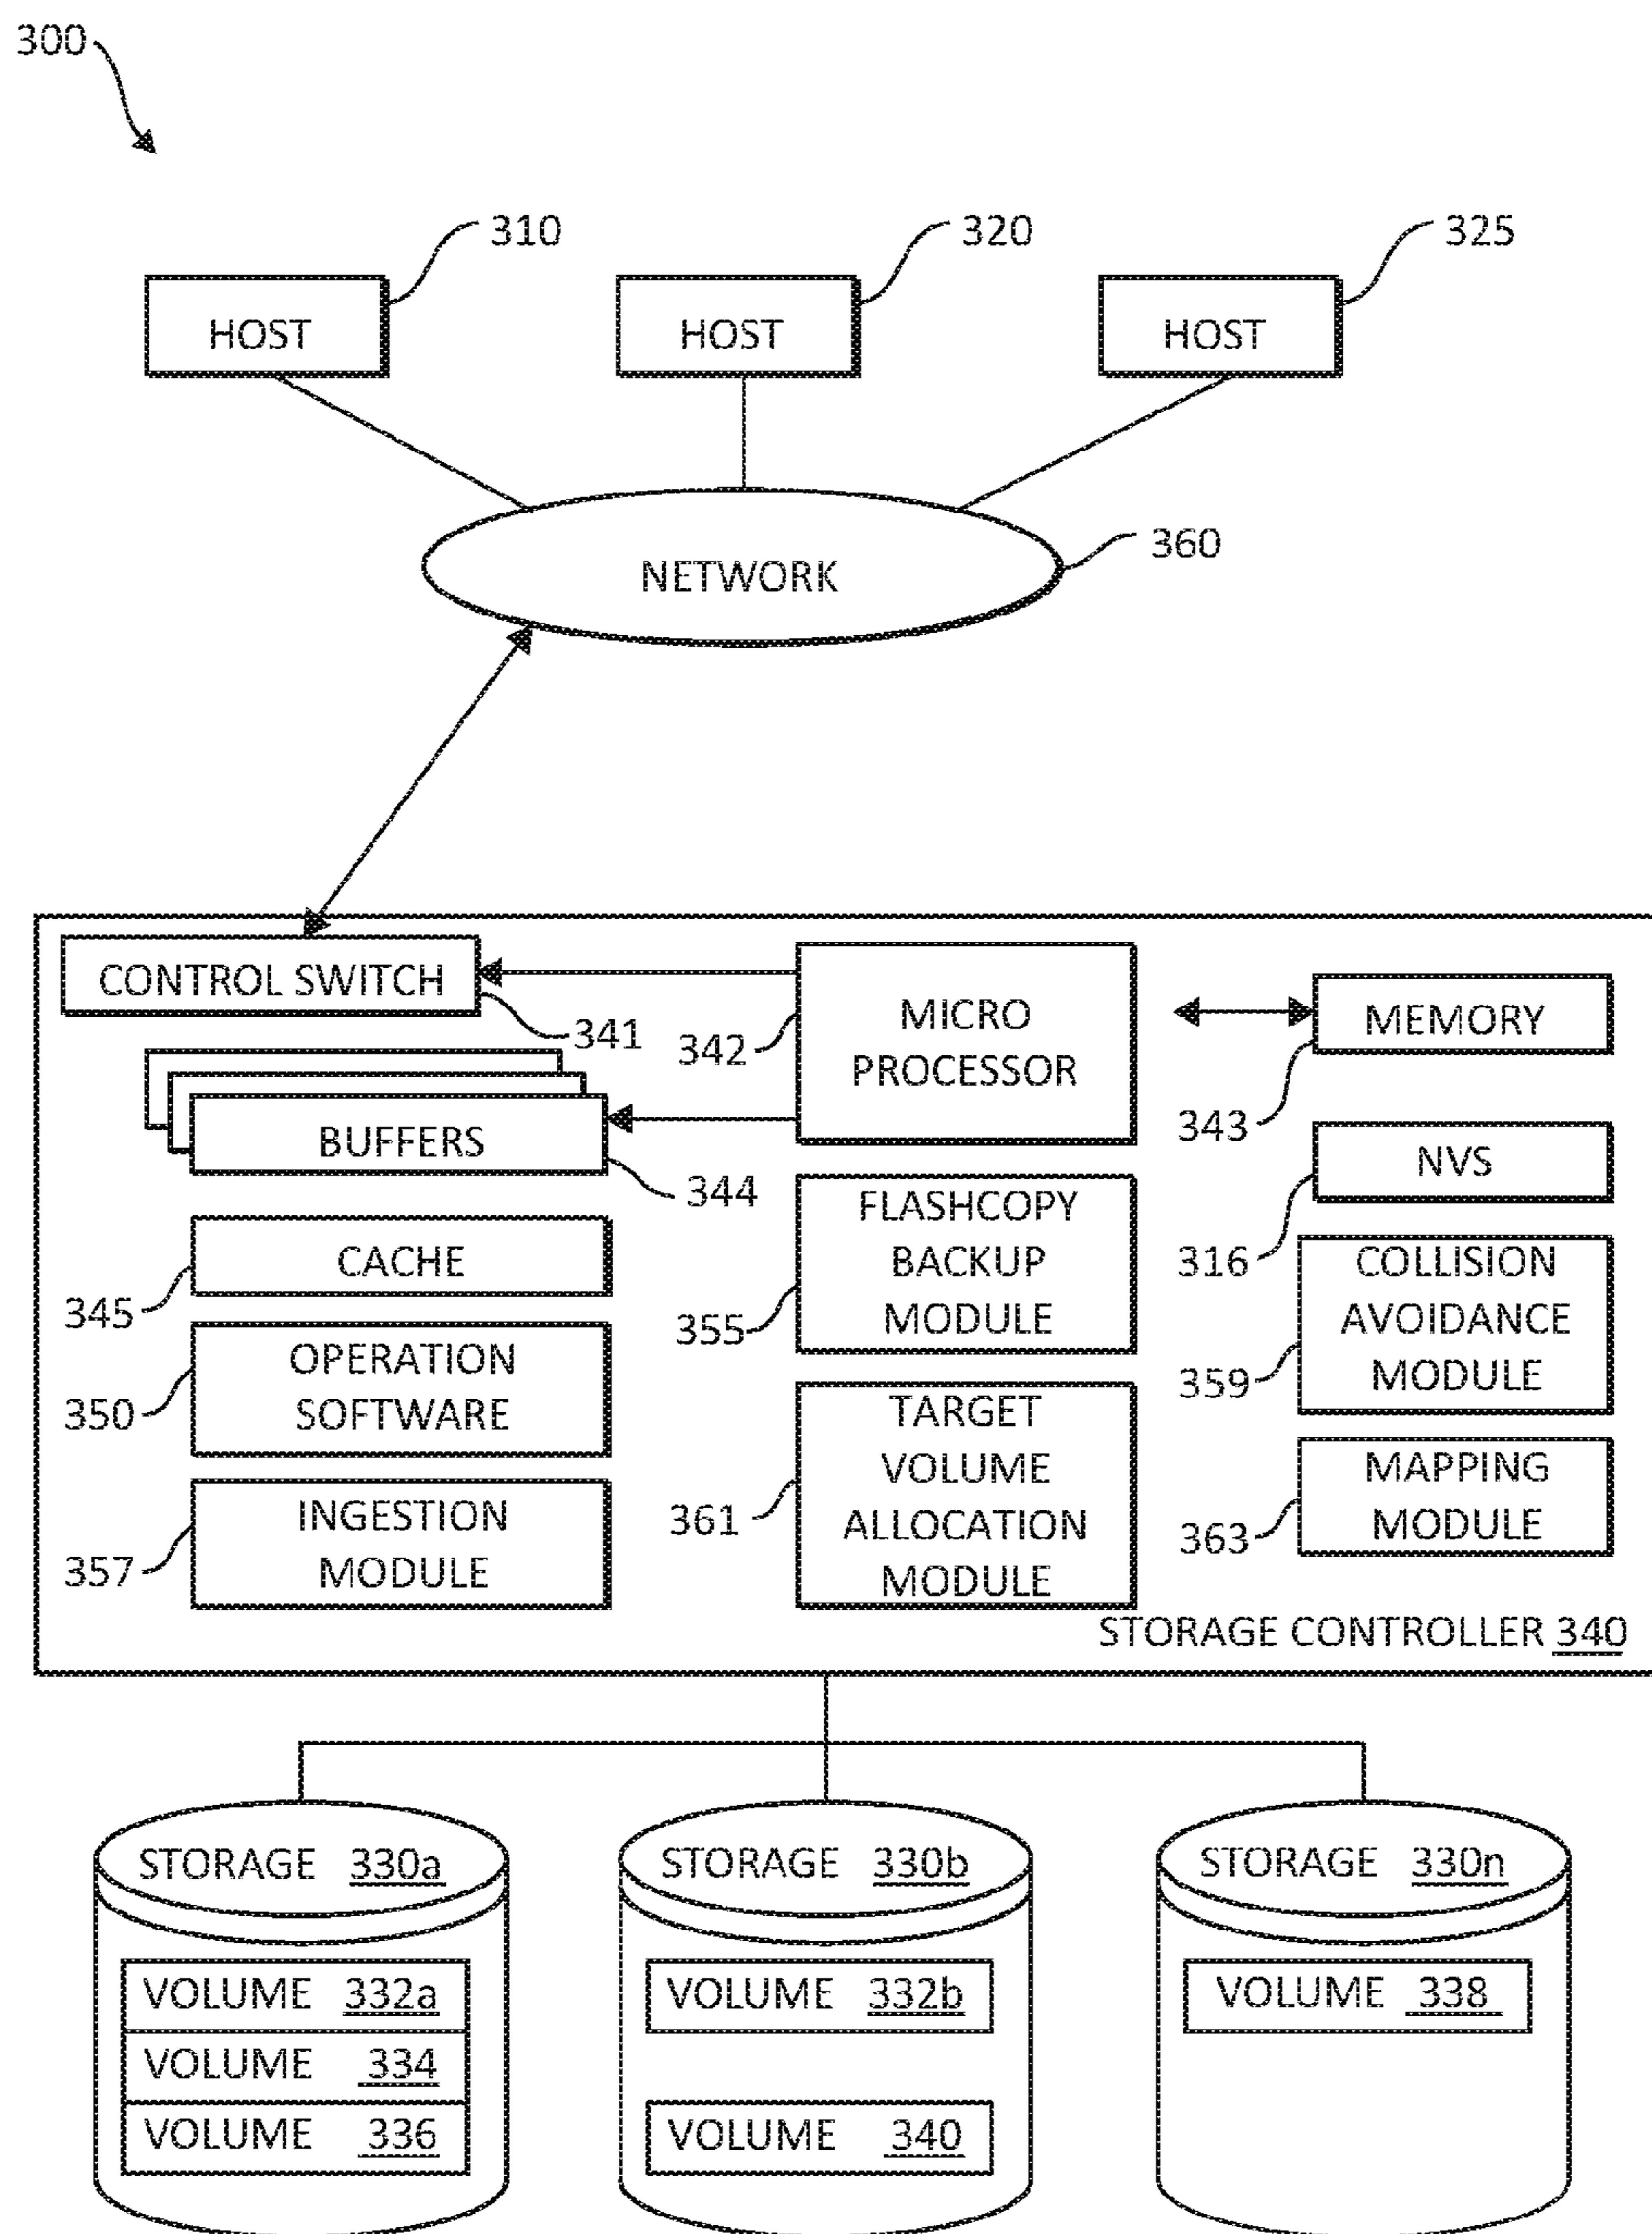 300
310
320
325
HOST
HOST
HOST
360
NETWORK
CONTROL SWITCH
341
342
MICRO
PROCESSOR
MEMORY
343
BUFFERS
344
NVS
316
CACHE
345
FLASHCOPY
BACKUP
MODULE
355
COLLISION
AVOIDANCE
MODULE
359
OPERATION
SOFTWARE
350
TARGET
VOLUME
ALLOCATION
MODULE
361
MAPPING
MODULE
363
INGESTION
MODULE
357
STORAGE CONTROLLER 340
STORAGE 330a
STORAGE 330b
STORAGE 330n
VOLUME 332a
VOLUME 334
VOLUME 336
VOLUME 332b
VOLUME 340
VOLUME 338